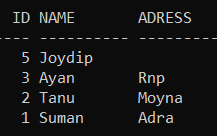 ID NAME ADRESS
---- ---------- ---------
5 Joydip
3 Ayan Rnp
2 Tanu Moyna
1 Suman Adra